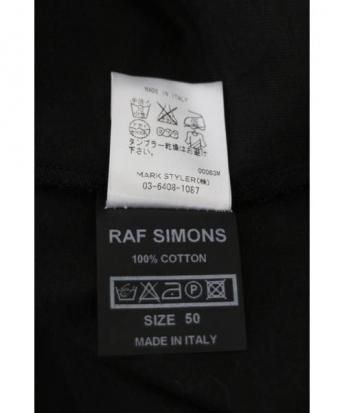 MADE IN ITALY
タンブラー乾燥はお避け
下さい。
00063M
MARK STYLER(株)
03-6408-1067
RAF SIMONS
100% COTTON
SIZE 50
MADE IN ITALY